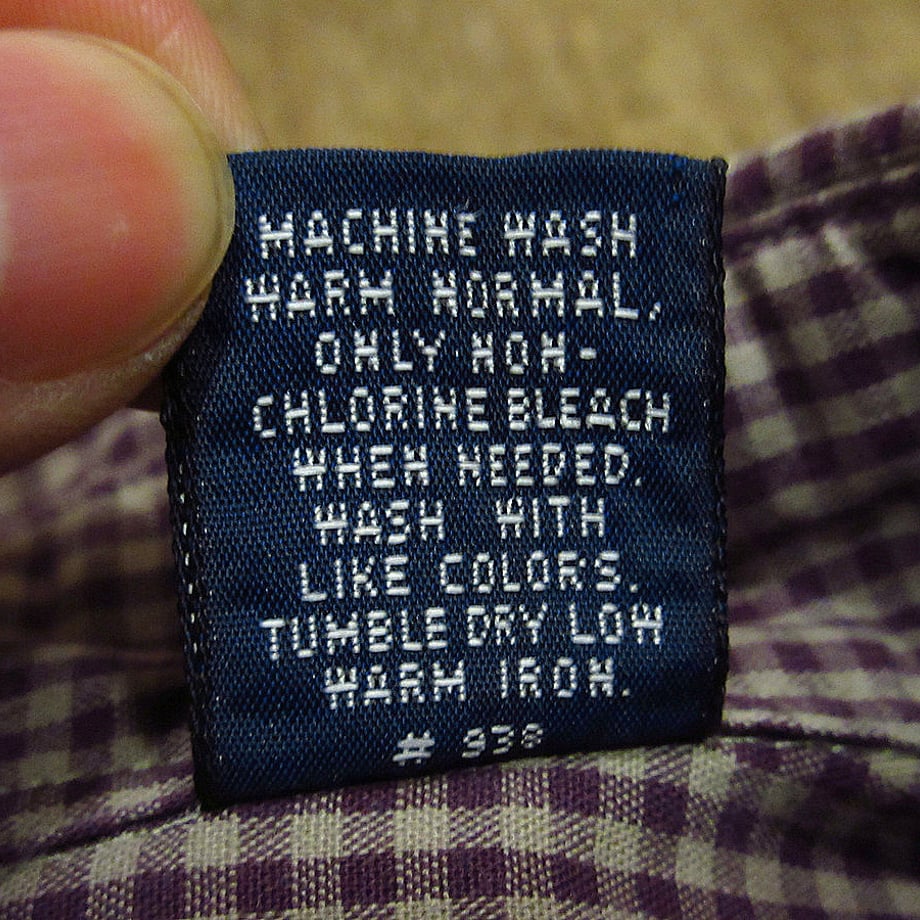 MACHINE WASH
WARM NORMAL,
ONLY NON-
CHLORINE BLEACH
WHEN NEEDED.
WASH WITH
LIKE COLORS.
TUMBLE DRY LOW
WARM IRON.
# 938